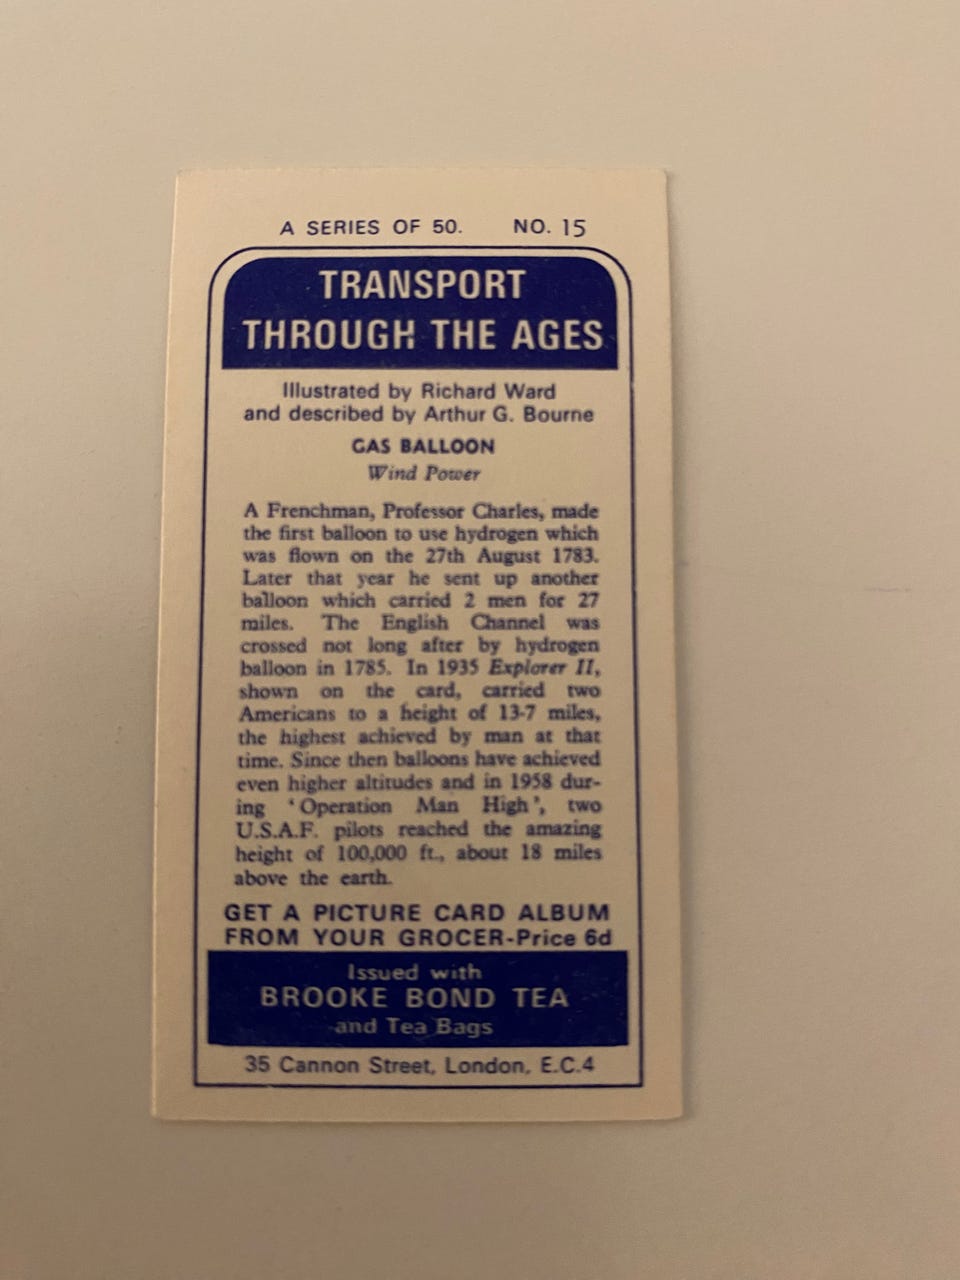 A SERIES OF 50. NO. 15
TRANSPORT
THROUGH THE AGES
Illustrated by Richard Ward
and described by Arthur G. Bourne
GAS BALLOON
Wind Power
A Frenchman, Professor Charles, made
the first balloon to use hydrogen which
was flown on the 27th August 1783.
Later that year he sent up another
balloon which carried 2 men for 27
miles. The English Channel was
crossed not long after by hydrogen
balloon in 1785. In 1935 Explorer II,
shown on the card, carried two
Americans to a height of 13·7 miles,
the highest achieved by man at that
time. Since then balloons have achieved
even higher altitudes and in 1958 dur-
ing ‘Operation Man High’, two
U.S.A.F. pilots reached the amazing
height of 100,000 ft., about 18 miles
above the earth.
GET A PICTURE CARD ALBUM
FROM YOUR GROCER-Price 6d
Issued with
BROOKE BOND TEA
and Tea Bags
35 Cannon Street, London, E.C.4